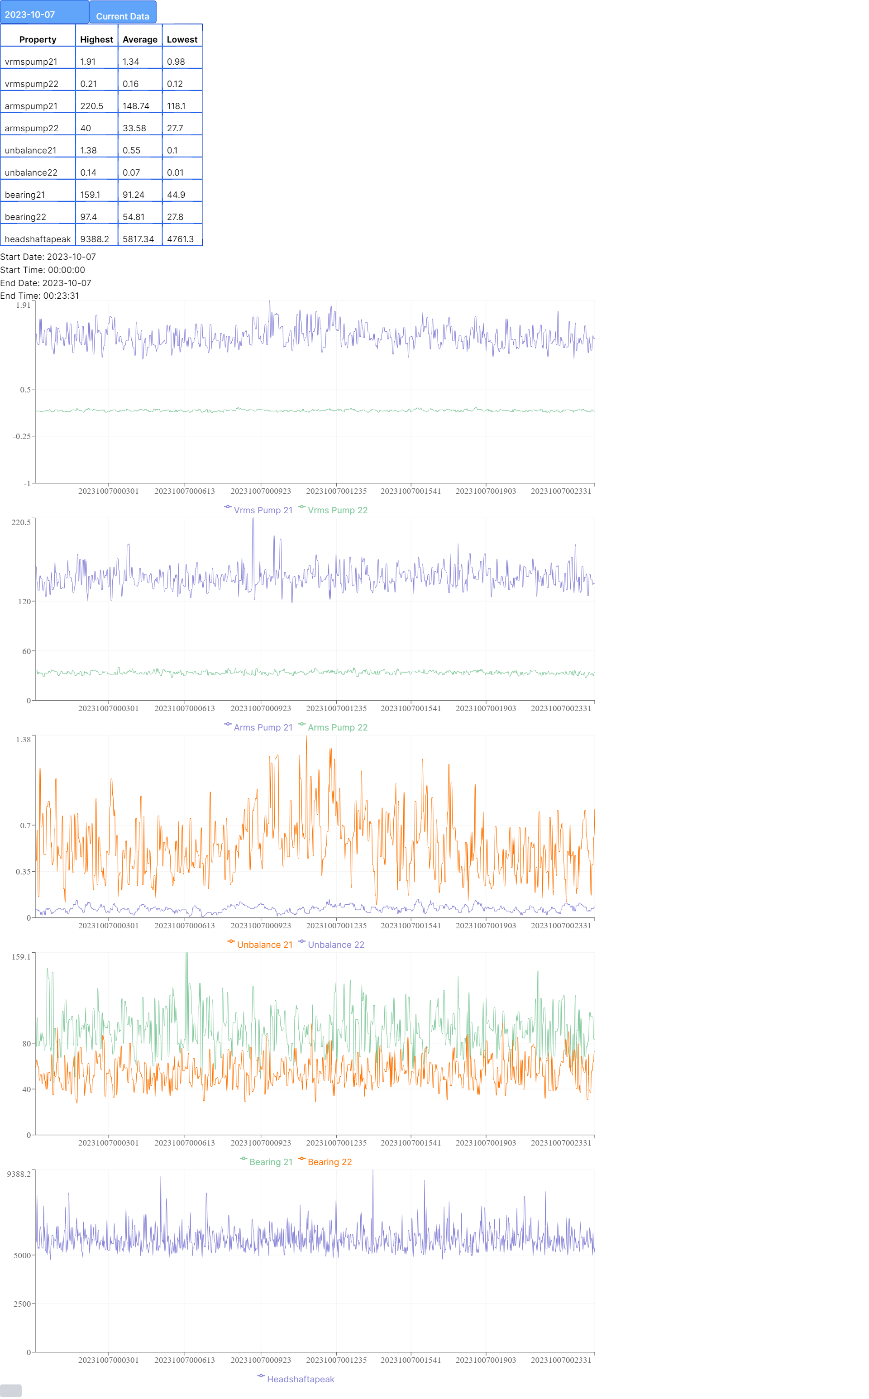 2023-10-07 Current Data
Property Highest Average Lowest
vrmspump21 1.91 1.34 0.98
vrmspump22 0.21 0.16 0.12
armspump21 220.5 148.74 118.1
armspump22 40 33.58 27.7
unbalance21 1.38 0.55 0.1
unbalance22 0.14 0.07 0.01
bearing21 159.1 91.24 44.9
bearing22 97.4 54.81 27.8
headshaftapeak 9388.2 5817.34 4761.3
Start Date: 2023-10-07
Start Time: 00:00:00
End Date: 2023-10-07
End Time: 00:23:31
1.91
0.5
-0.25
-1
20231007000301 20231007000613 20231007000923 20231007001235 20231007001541 20231007001903 20231007002331
Vrms Pump 21 Vrms Pump 22
220.5
120
60
0
20231007000301 20231007000613 20231007000923 20231007001235 20231007001541 20231007001903 20231007002331
Arms Pump 21 Arms Pump 22
1.38
0.7
0.35
0
20231007000301 20231007000613 20231007000923 20231007001235 20231007001541 20231007001903 20231007002331
Unbalance 21 Unbalance 22
159.1
80
40
0
20231007000301 20231007000613 20231007000923 20231007001235 20231007001541 20231007001903 20231007002331
Bearing 21 Bearing 22
9388.2
5000
2500
0
20231007000301 20231007000613 20231007000923 20231007001235 20231007001541 20231007001903 20231007002331
Headshaftapeak